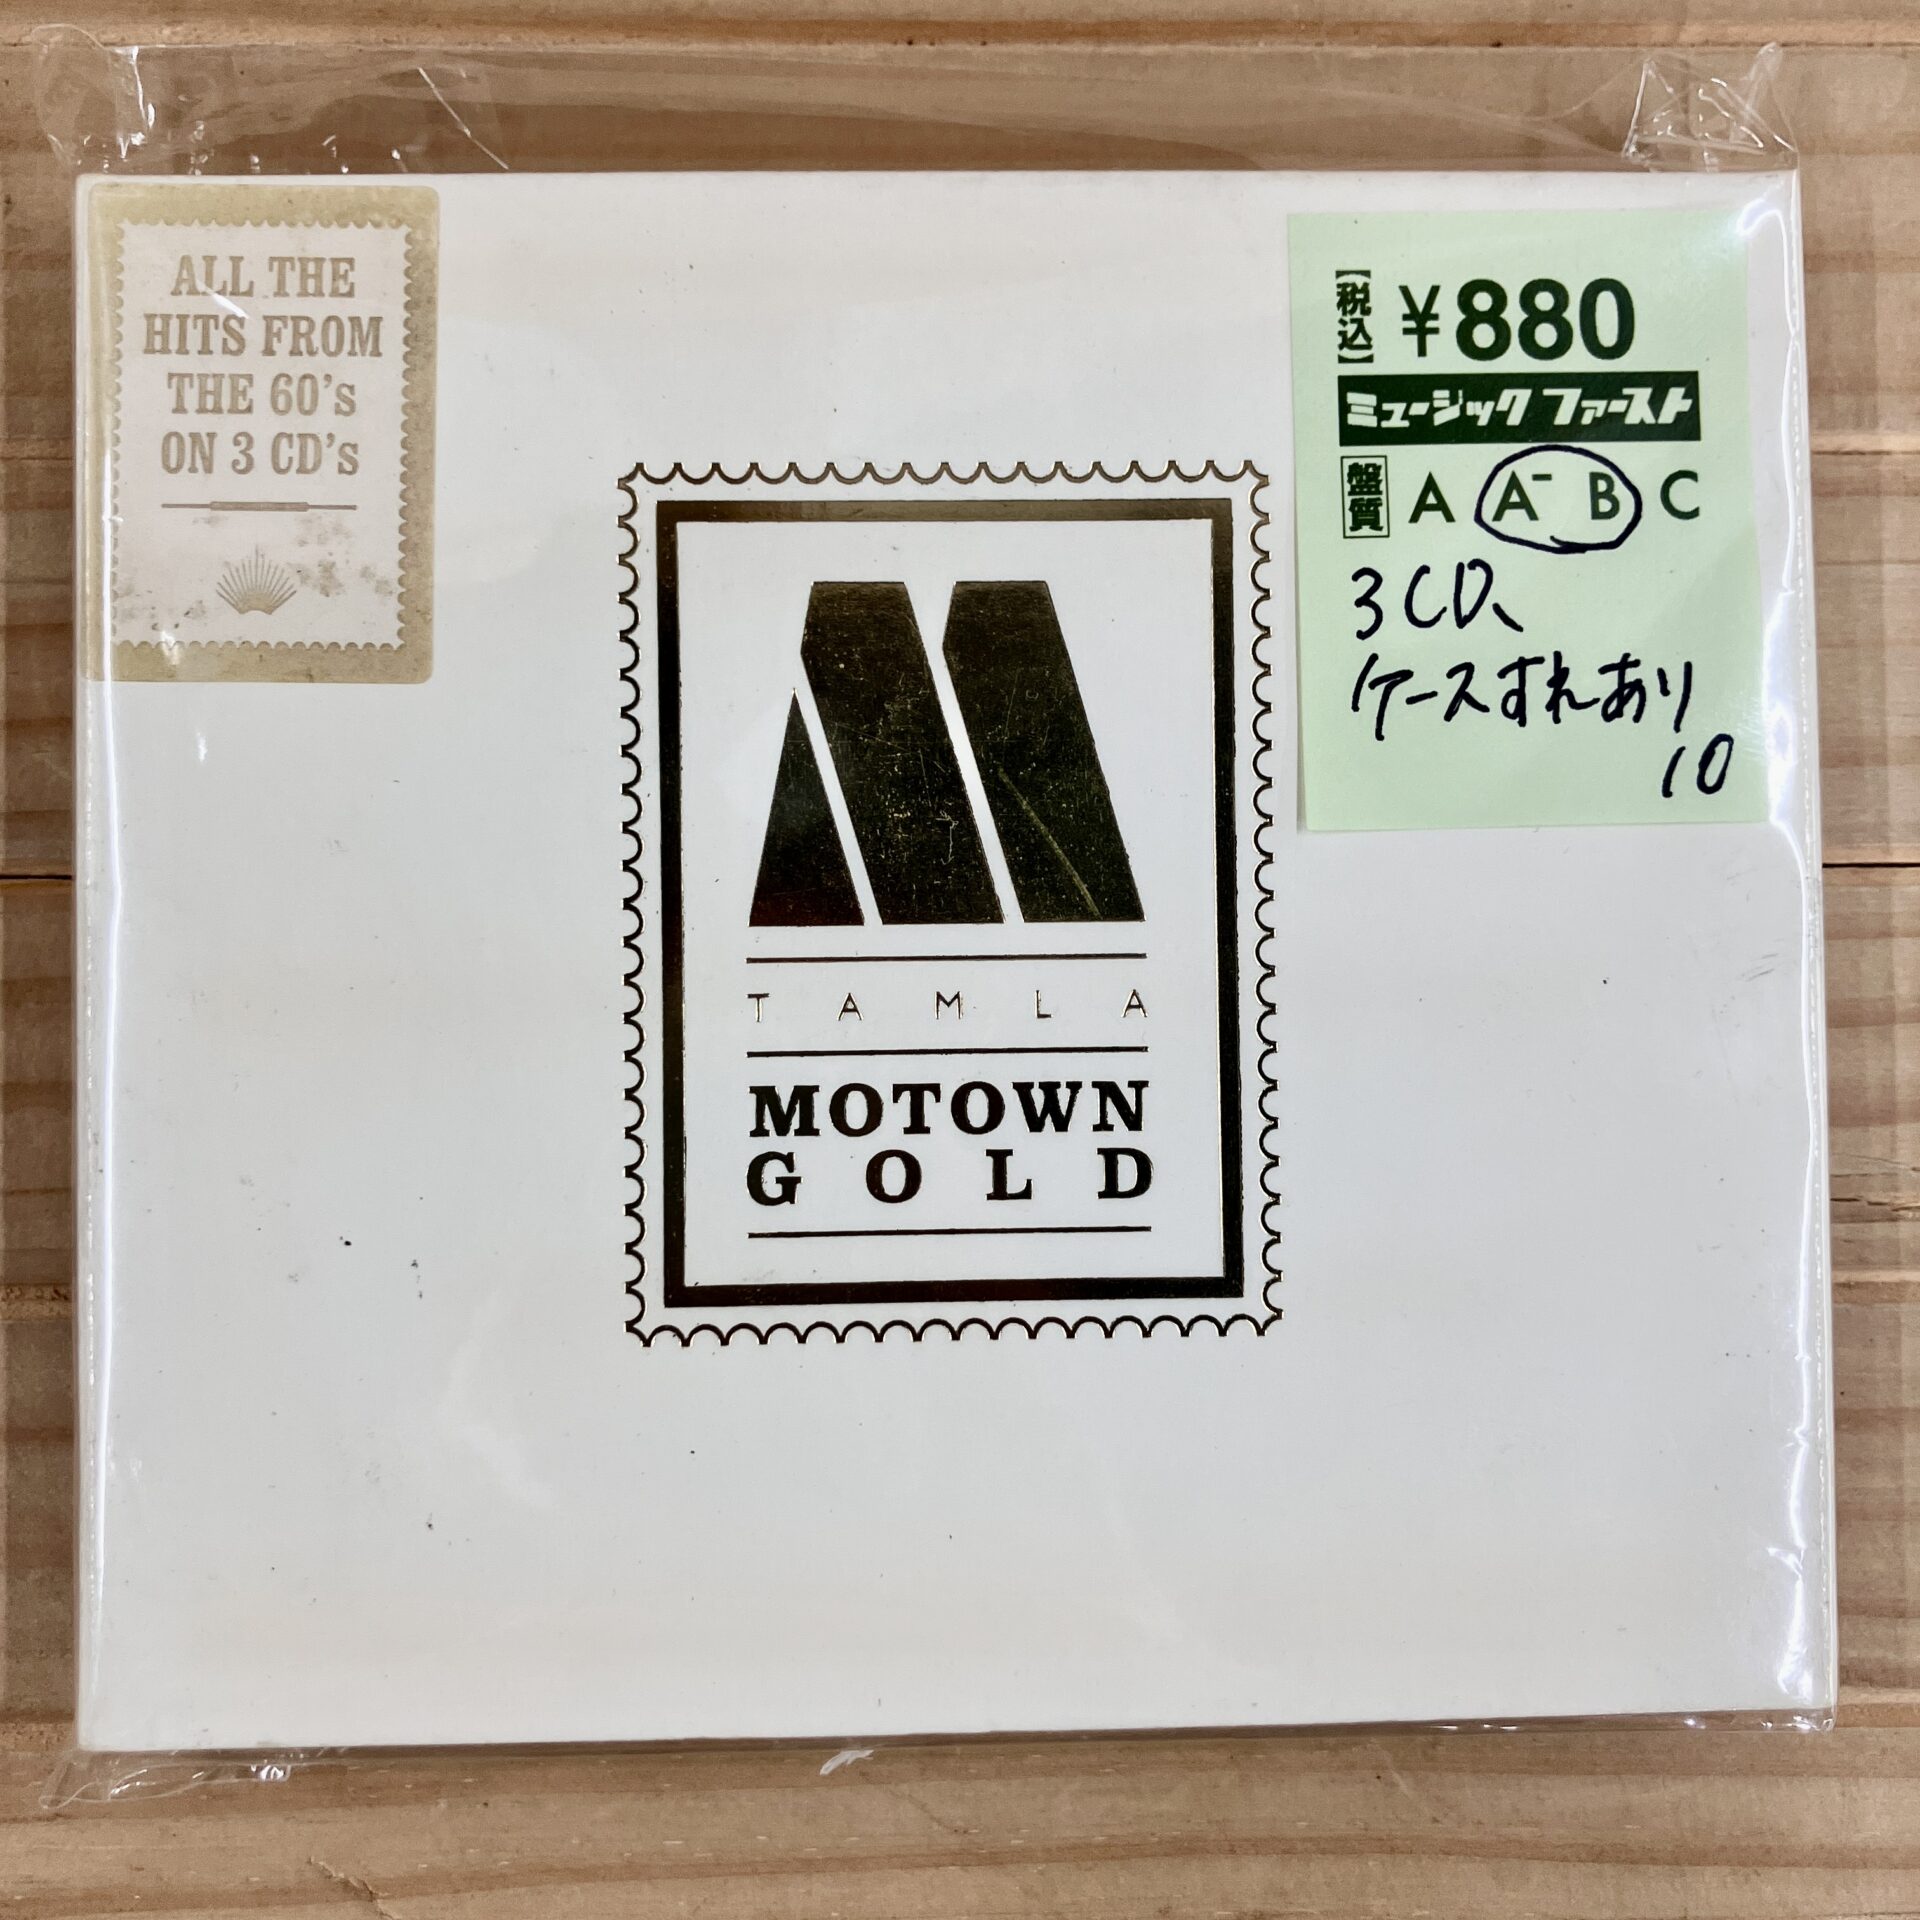 ALL THE
HITS FROM
THE 60's
ON 3 CD's
【税込】 ¥880
ミュージック ファースト
盤質 A A⁻ B C
3CD、
ケースすれあり
10
TAMLA
MOTOWN
GOLD